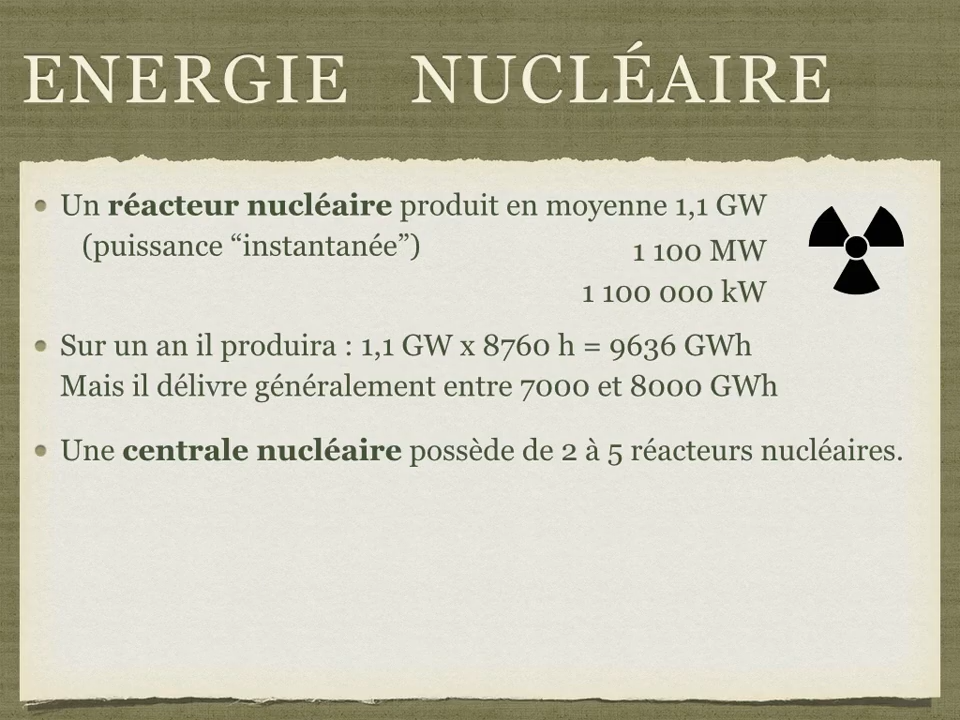 ENERGIE NUCLÉAIRE
Un réacteur nucléaire produit en moyenne 1,1 GW
(puissance “instantanée”) 1 100 MW
1 100 000 kW
Sur un an il produira : 1,1 GW x 8760 h = 9636 GWh
Mais il délivre généralement entre 7000 et 8000 GWh
Une centrale nucléaire possède de 2 à 5 réacteurs nucléaires.